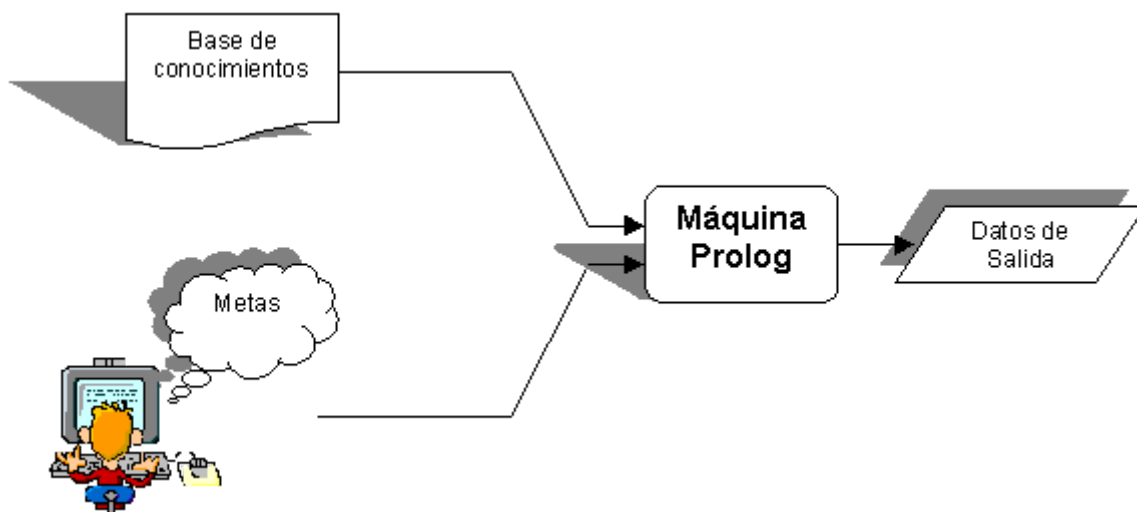 Base de
conocimientos
Máquina
Prolog
Datos de
Salida
Metas